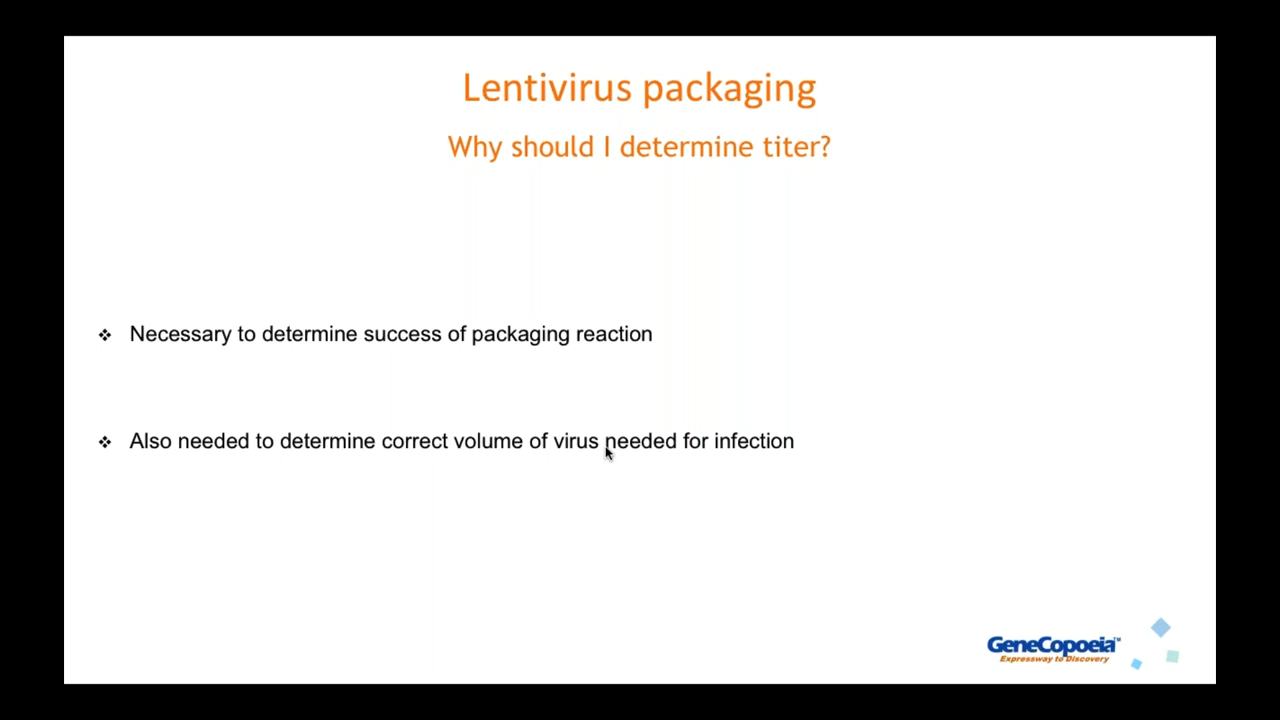 Lentivirus packaging
Why should I determine titer?
❖ Necessary to determine success of packaging reaction
❖ Also needed to determine correct volume of virus needed for infection
GeneCopoeia™
Expressway to Discovery